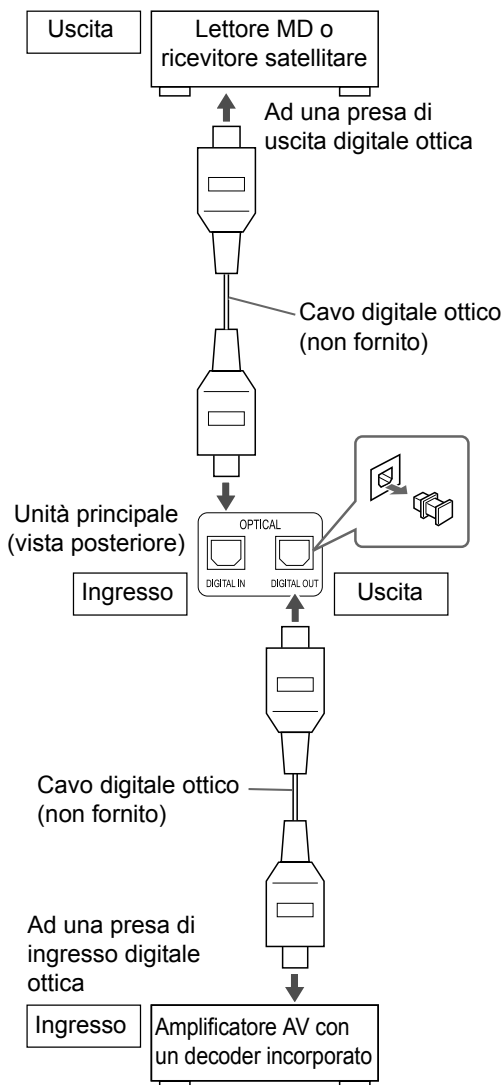 Uscita
Lettore MD o
ricevitore satellitare
Ad una presa di
uscita digitale ottica
Cavo digitale ottico
(non fornito)
Unità principale
(vista posteriore)
OPTICAL
DIGITAL IN
DIGITAL OUT
Ingresso
Uscita
Cavo digitale ottico
(non fornito)
Ad una presa di
ingresso digitale
ottica
Ingresso
Amplificatore AV con
un decoder incorporato